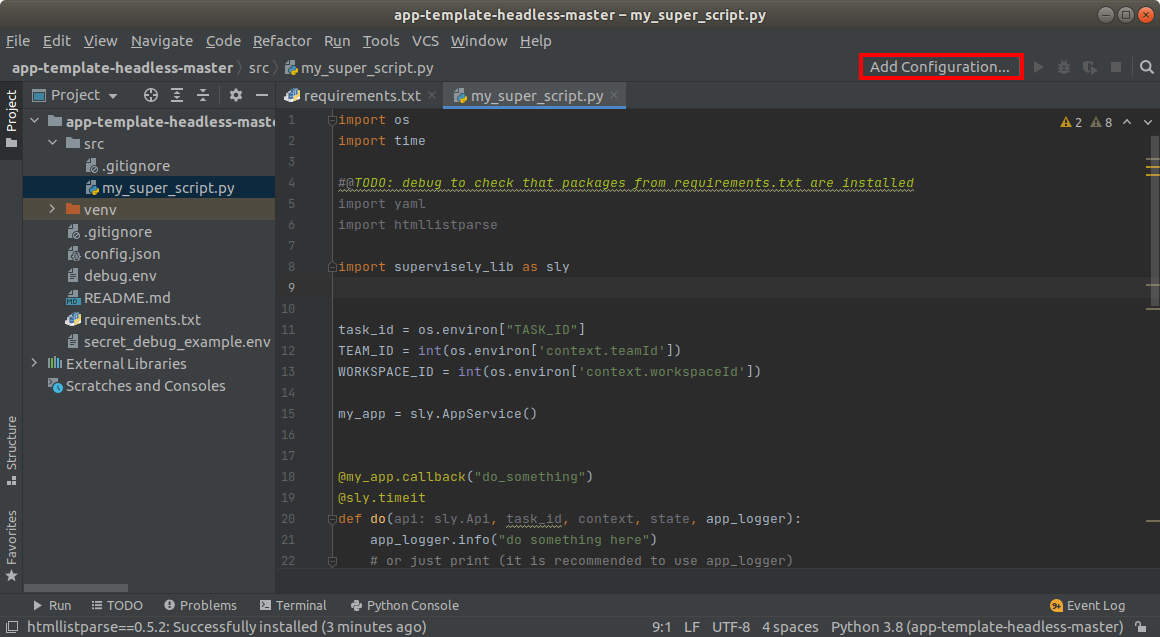 app-template-headless-master – my_super_script.py
File Edit View Navigate Code Refactor Run Tools VCS Window Help
app-template-headless-master src my_super_script.py
Add Configuration...
Project
requirements.txt
my_super_script.py
Project
Structure
Favorites
app-template-headless-maste
src
.gitignore
my_super_script.py
venv
.gitignore
config.json
debug.env
README.md
requirements.txt
secret_debug_example.env
External Libraries
Scratches and Consoles
2 8
1 import os
2 import time
3
4 #@TODO: debug to check that packages from requirements.txt are installed
5 import yaml
6 import htmllistparse
7
8 import supervisely_lib as sly
9
10
11 task_id = os.environ["TASK_ID"]
12 TEAM_ID = int(os.environ['context.teamId'])
13 WORKSPACE_ID = int(os.environ['context.workspaceId'])
14
15 my_app = sly.AppService()
16
17
18 @my_app.callback("do_something")
19 @sly.timeit
20 def do(api: sly.Api, task_id, context, state, app_logger):
21 app_logger.info("do something here")
22 # or just print (it is recommended to use app_logger)
Run TODO Problems Terminal Python Console
9+ Event Log
htmllistparse==0.5.2: Successfully installed (3 minutes ago)
9:1 LF UTF-8 4 spaces Python 3.8 (app-template-headless-master)